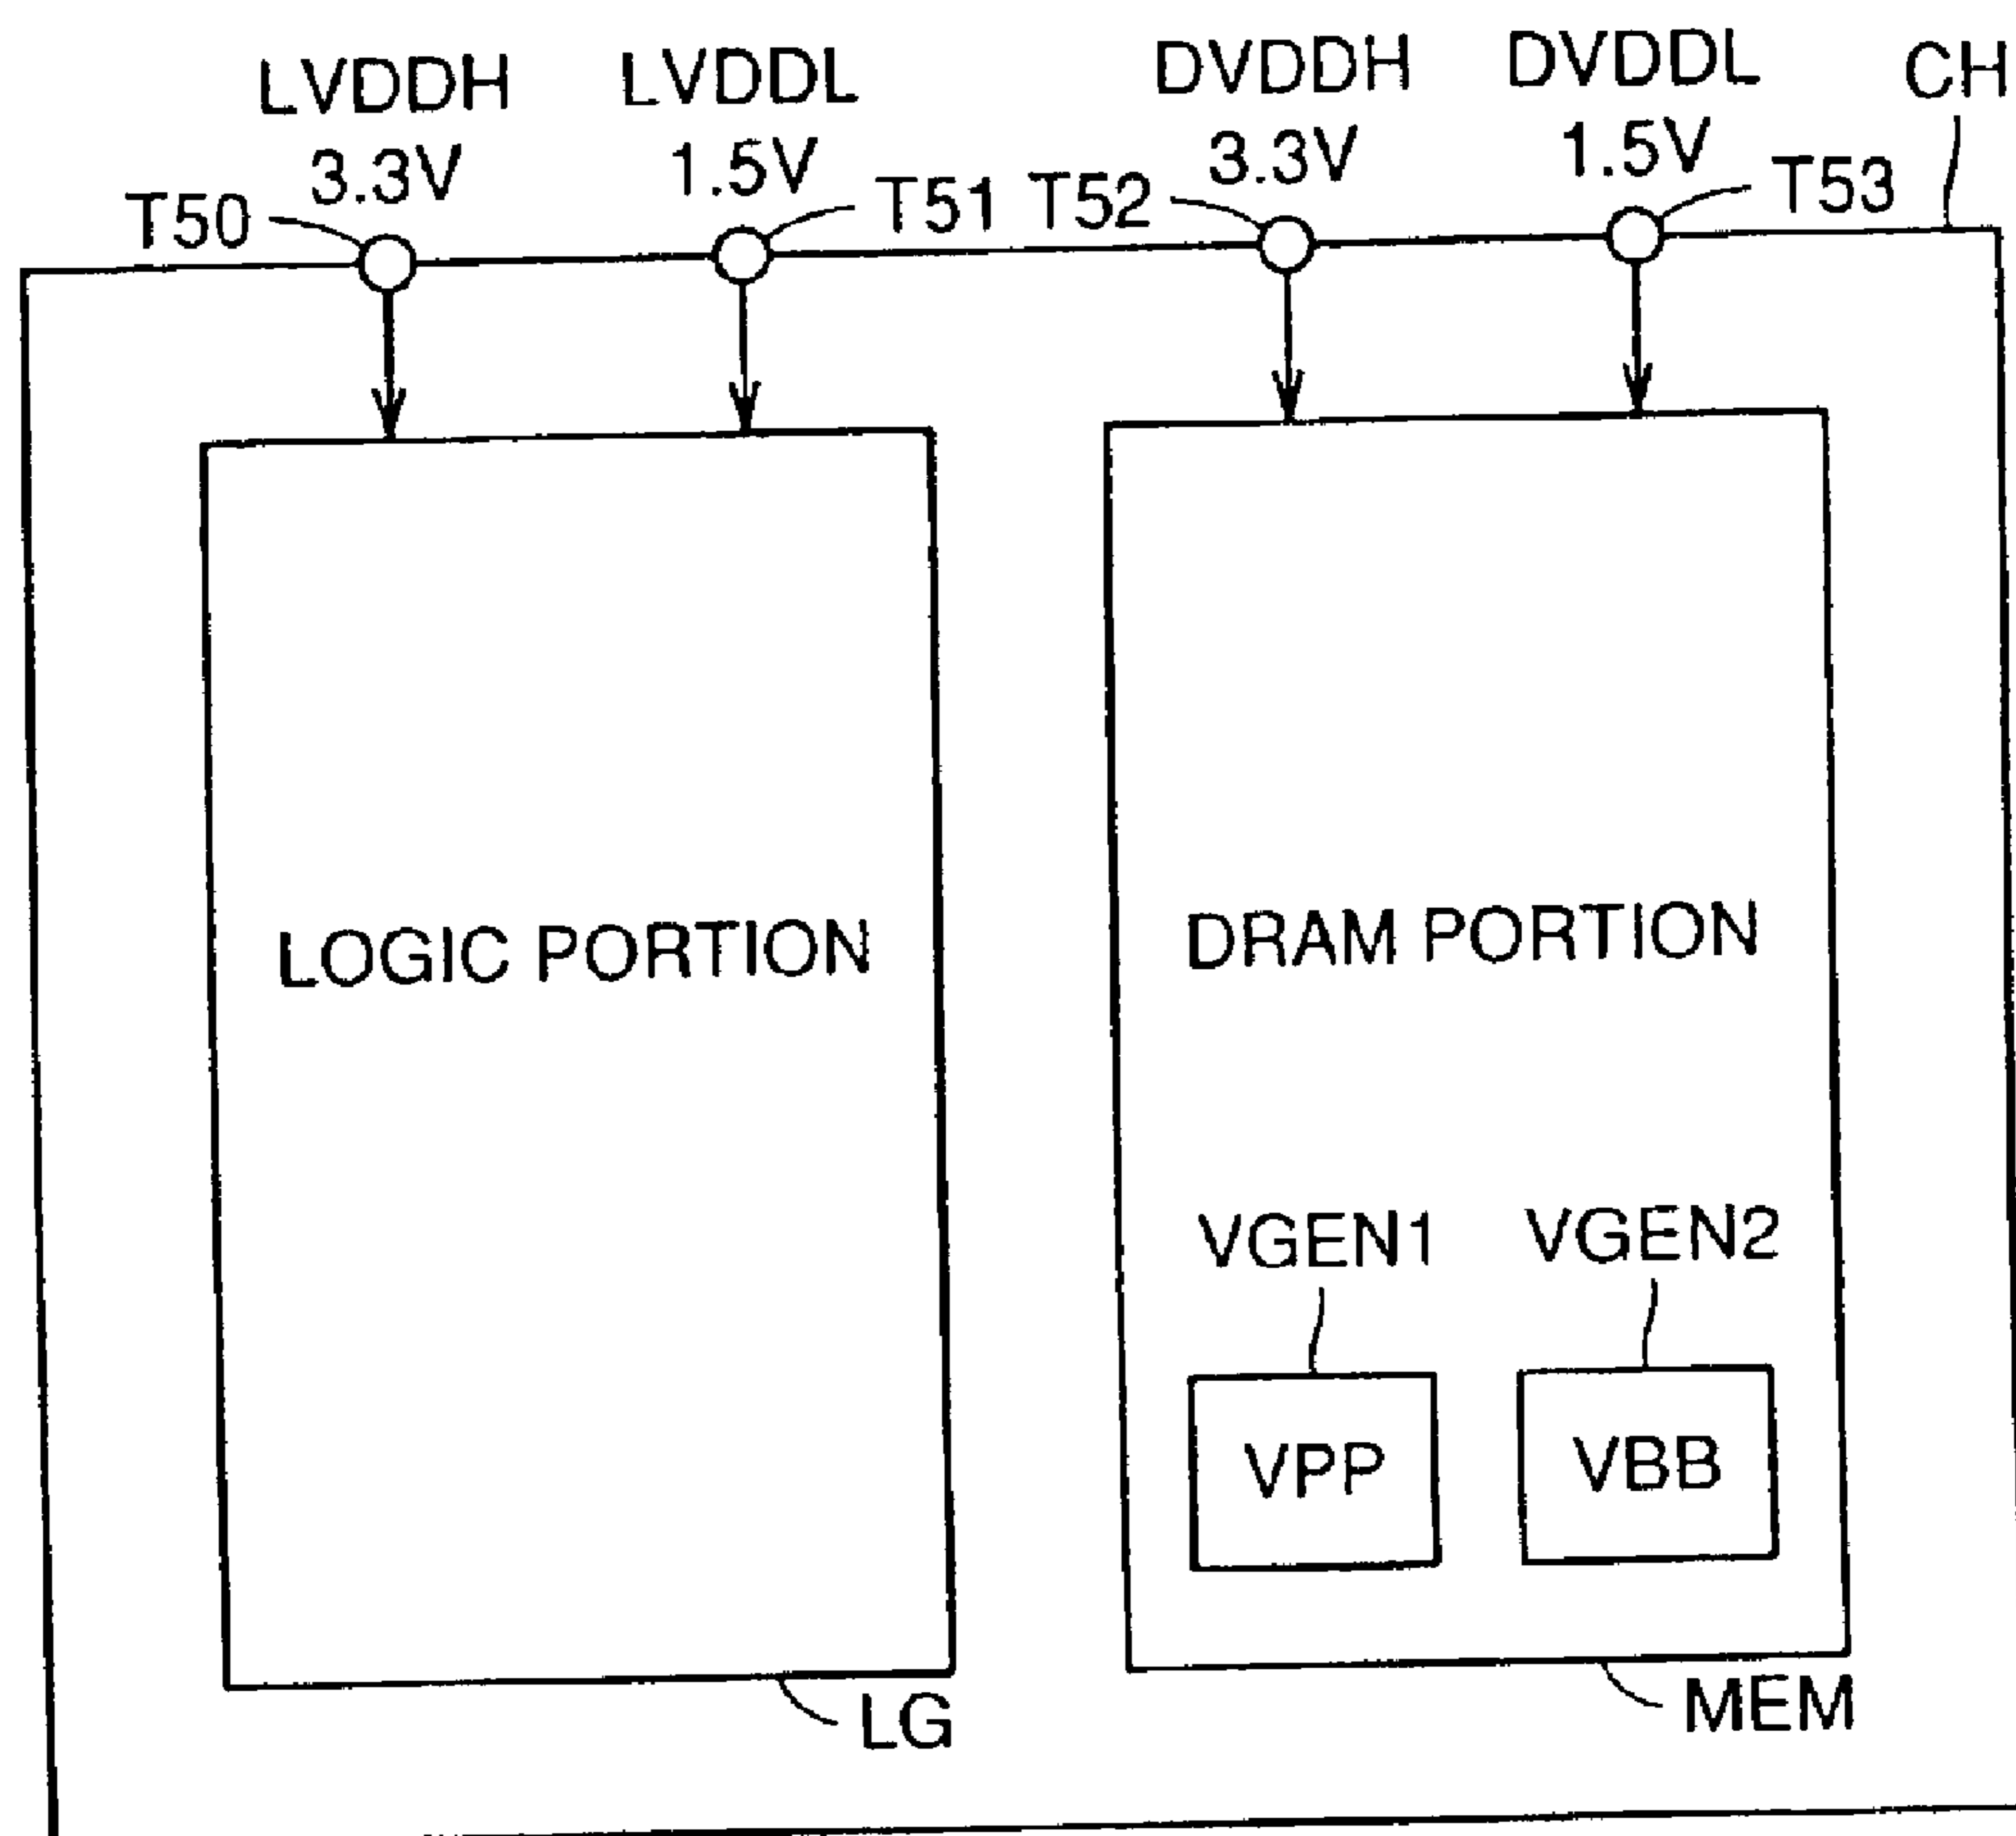 LVDDH LVDDL DVDDH DVDDL CH
3.3V 1.5V 3.3V 1.5V
T50 T51 T52 T53
LOGIC PORTION DRAM PORTION
VGEN1 VGEN2
VPP VBB
LG MEM